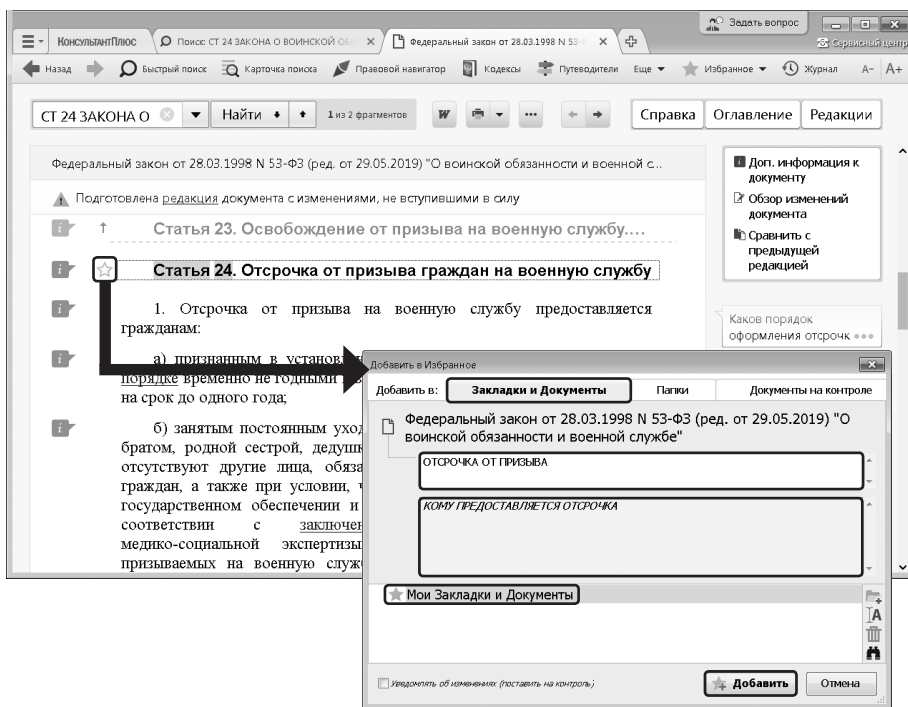 Задать вопрос
КОНСУЛЬТАНТПЛЮС
Поиск: СТ 24 ЗАКОНА О ВОИНСКОЙ ОБ
Федеральный закон от 28.03.1998 N 53-Ф
Сервисный центр
Назад
Быстрый поиск
Карточка поиска
Правовой навигатор
Кодексы
Путеводители
Еще
Избранное
Журнал
А- А+
СТ 24 ЗАКОНА О
Найти
1 из 2 фрагментов
W
Справка
Оглавление
Редакции
Федеральный закон от 28.03.1998 N 53-ФЗ (ред. от 29.05.2019) "О воинской обязанности и военной с...
Подготовлена редакция документа с изменениями, не вступившими в силу
Статья 23. Освобождение от призыва на военную службу....
Статья 24. Отсрочка от призыва граждан на военную службу
1. Отсрочка от призыва на военную службу предоставляется
гражданам:
а) признанным в установлен
порядке временно не годными
на срок до одного года;
б) занятым постоянным уход
братом, родной сестрой, дедушк
отсутствуют другие лица, обяза
граждан, а также при условии,
государственном обеспечении и
соответствии с заключен
медико-социальной экспертизы
призываемых на военную служ
Доп. информация к
документу
Обзор изменений
документа
Сравнить с
предыдущей
редакцией
Каков порядок
оформления отсрочк
Добавить в Избранное
Добавить в:
Закладки и Документы
Папки
Документы на контроле
Федеральный закон от 28.03.1998 N 53-ФЗ (ред. от 29.05.2019) "О
воинской обязанности и военной службе"
ОТСРОЧКА ОТ ПРИЗЫВА
КОМУ ПРЕДОСТАВЛЯЕТСЯ ОТСРОЧКА
Мои Закладки и Документы
A
Уведомлять об изменениях (поставить на контроль)
Добавить
Отмена